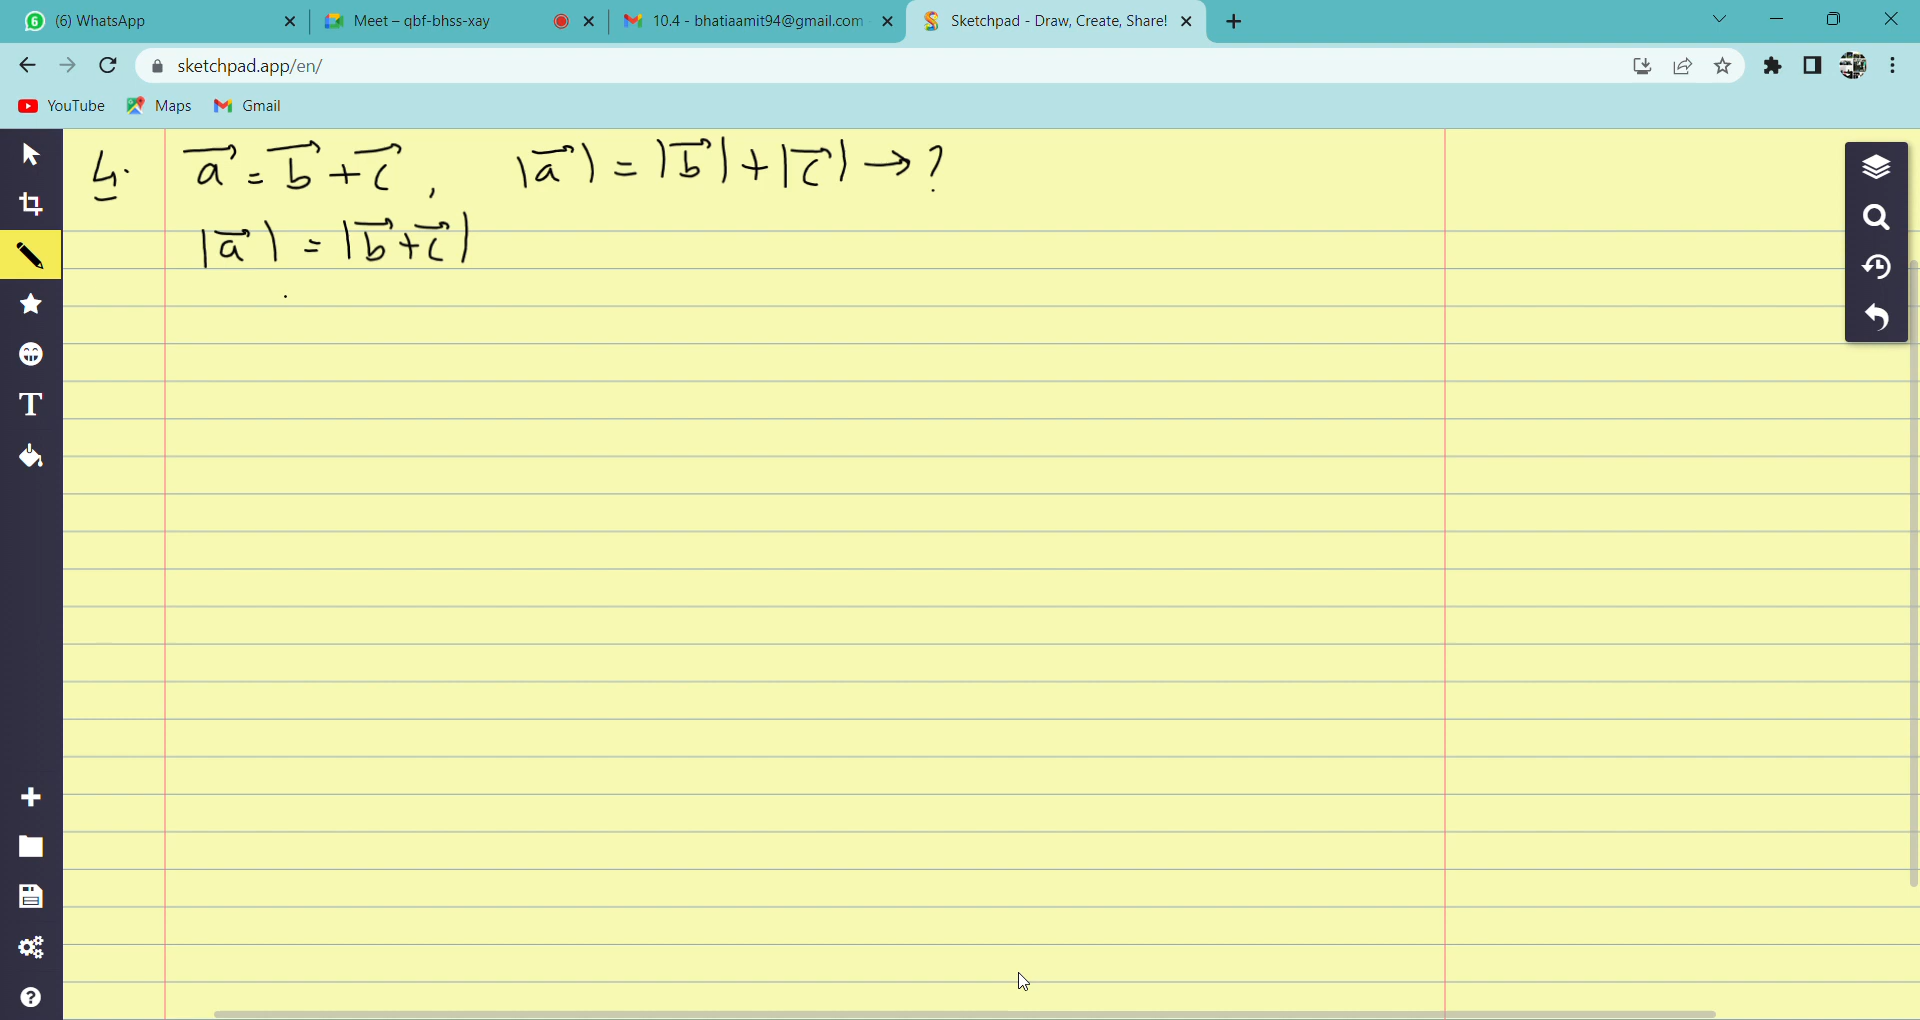 (6) WhatsApp
Meet – qbf-bhss-xay
10.4 - bhatiaamit94@gmail.com
Sketchpad - Draw, Create, Share!
sketchpad.app/en/
YouTube
Maps
Gmail
4. a⃗ = b⃗ + c⃗ , |a⃗| = |b⃗| + |c⃗| → ?
|a⃗| = |b⃗ + c⃗|